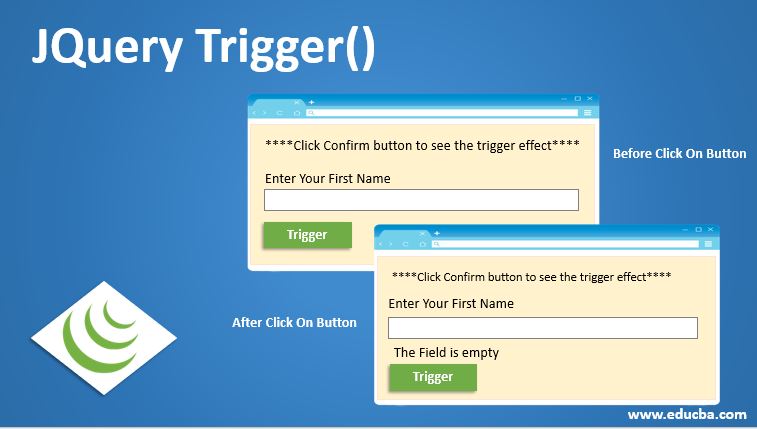 JQuery Trigger()
****Click Confirm button to see the trigger effect****
Before Click On Button
Enter Your First Name
Trigger
****Click Confirm button to see the trigger effect****
Enter Your First Name
After Click On Button
The Field is empty
Trigger
www.educba.com